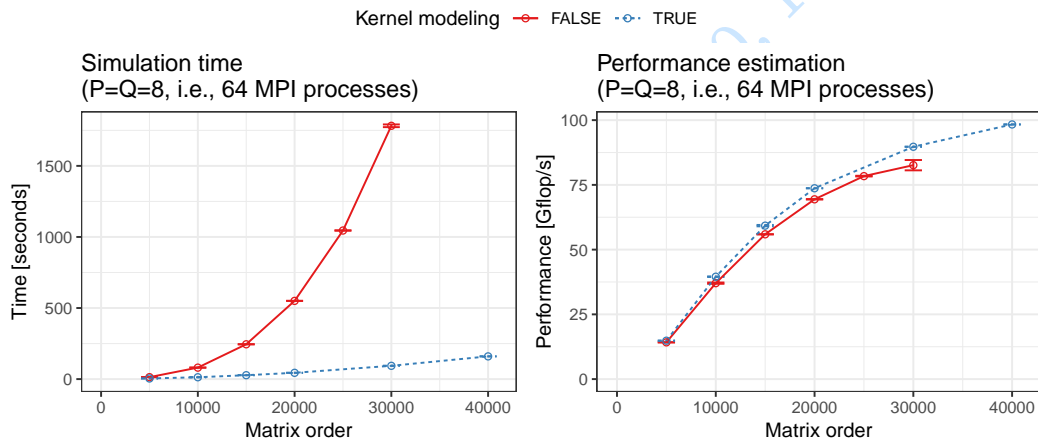 Kernel modeling FALSE TRUE
Simulation time
(P=Q=8, i.e., 64 MPI processes)
Time [seconds]
1500
1000
500
0
0 10000 20000 30000 40000
Matrix order
Performance estimation
(P=Q=8, i.e., 64 MPI processes)
Performance [Gflop/s]
100
75
50
25
0
0 10000 20000 30000 40000
Matrix order